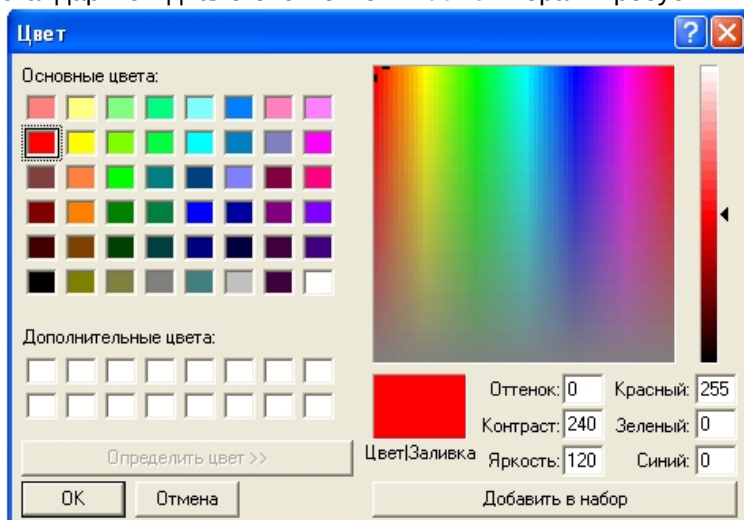 Цвет
Основные цвета:
Дополнительные цвета:
Определить цвет >>
OK
Отмена
Цвет|Заливка
Оттенок: 0
Контраст: 240
Яркость: 120
Красный: 255
Зеленый: 0
Синий: 0
Добавить в набор